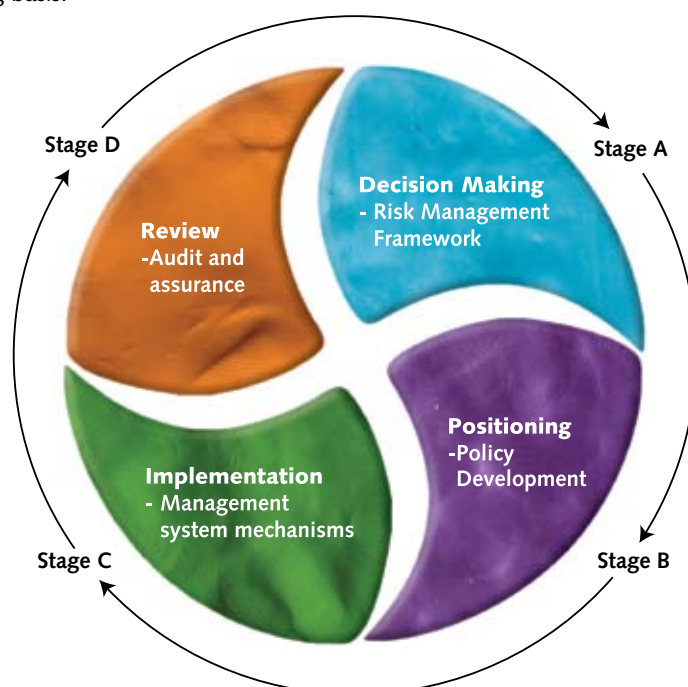 basis.
Stage D
Stage A
Decision Making
- Risk Management
Framework
Review
-Audit and
assurance
Positioning
-Policy
Development
Implementation
- Management
system mechanisms
Stage C
Stage B